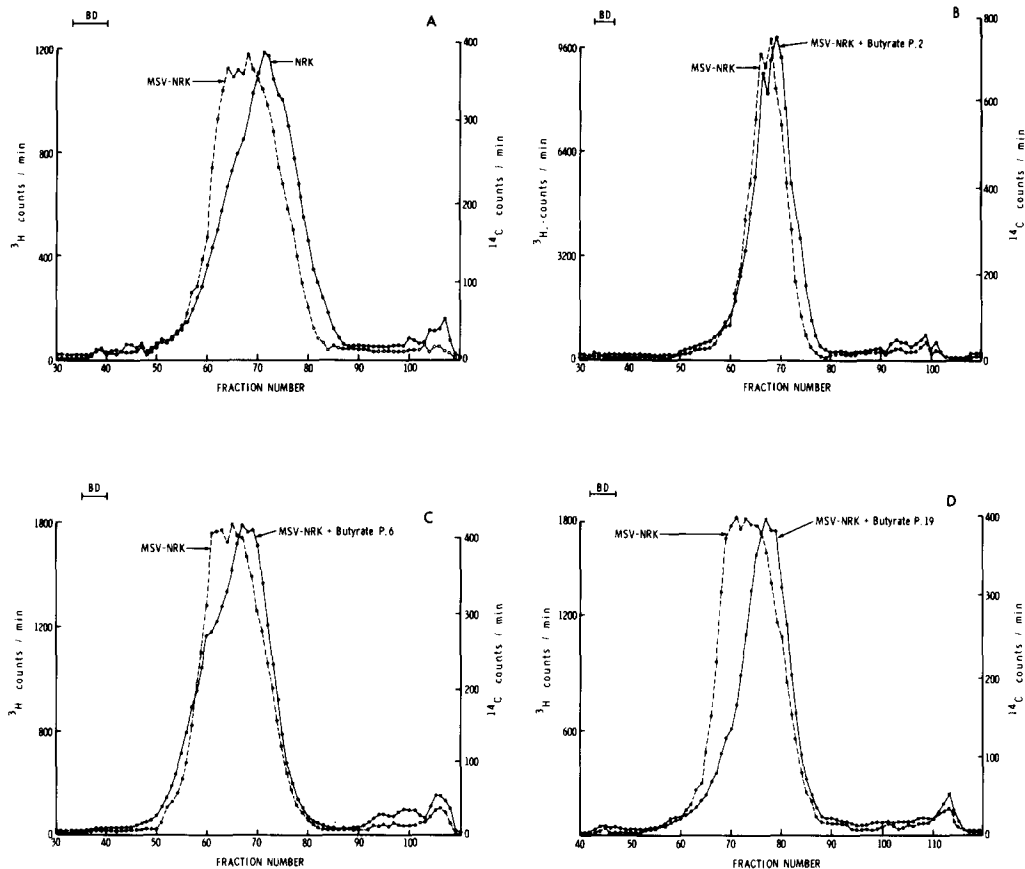 BD
A
1200
800
400
0
³H counts / min
400
300
200
100
0
14C counts / min
MSV-NRK
NRK
30 40 50 60 70 80 90 100
FRACTION NUMBER
BD
B
9600
6400
3200
0
³H.-counts / min
800
600
400
200
0
14C counts / min
MSV-NRK
MSV-NRK + Butyrate P.2
30 40 50 60 70 80 90 100
FRACTION NUMBER
BD
C
1800
1200
800
0
³H counts / min
400
300
200
100
0
14C counts / min
MSV-NRK
MSV-NRK + Butyrate P.6
30 40 50 60 70 80 90 100
FRACTION NUMBER
BD
D
1800
1200
600
³H counts / min
400
300
200
100
0
14C counts / min
MSV-NRK
MSV-NRK + Butyrate P.19
40 50 60 70 80 90 100 110
FRACTION NUMBER